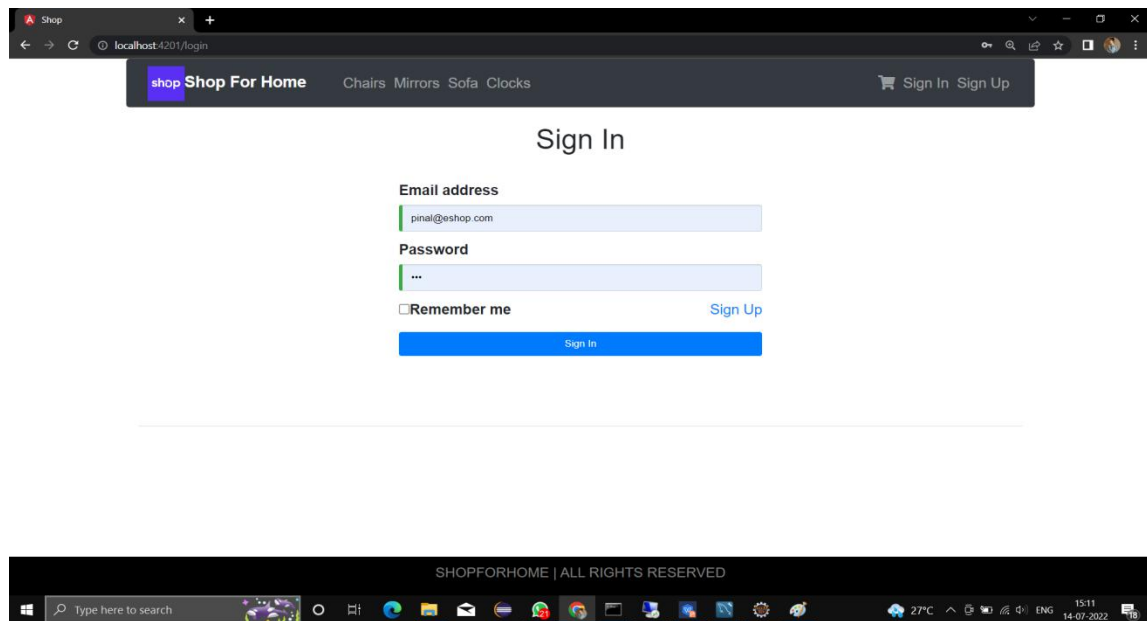 Shop
localhost:4201/login
shop Shop For Home Chairs Mirrors Sofa Clocks Sign In Sign Up
Sign In
Email address
pinal@eshop.com
Password
•••
Remember me Sign Up
Sign In
SHOPFORHOME | ALL RIGHTS RESERVED
Type here to search 27°C ENG 15:11
14-07-2022